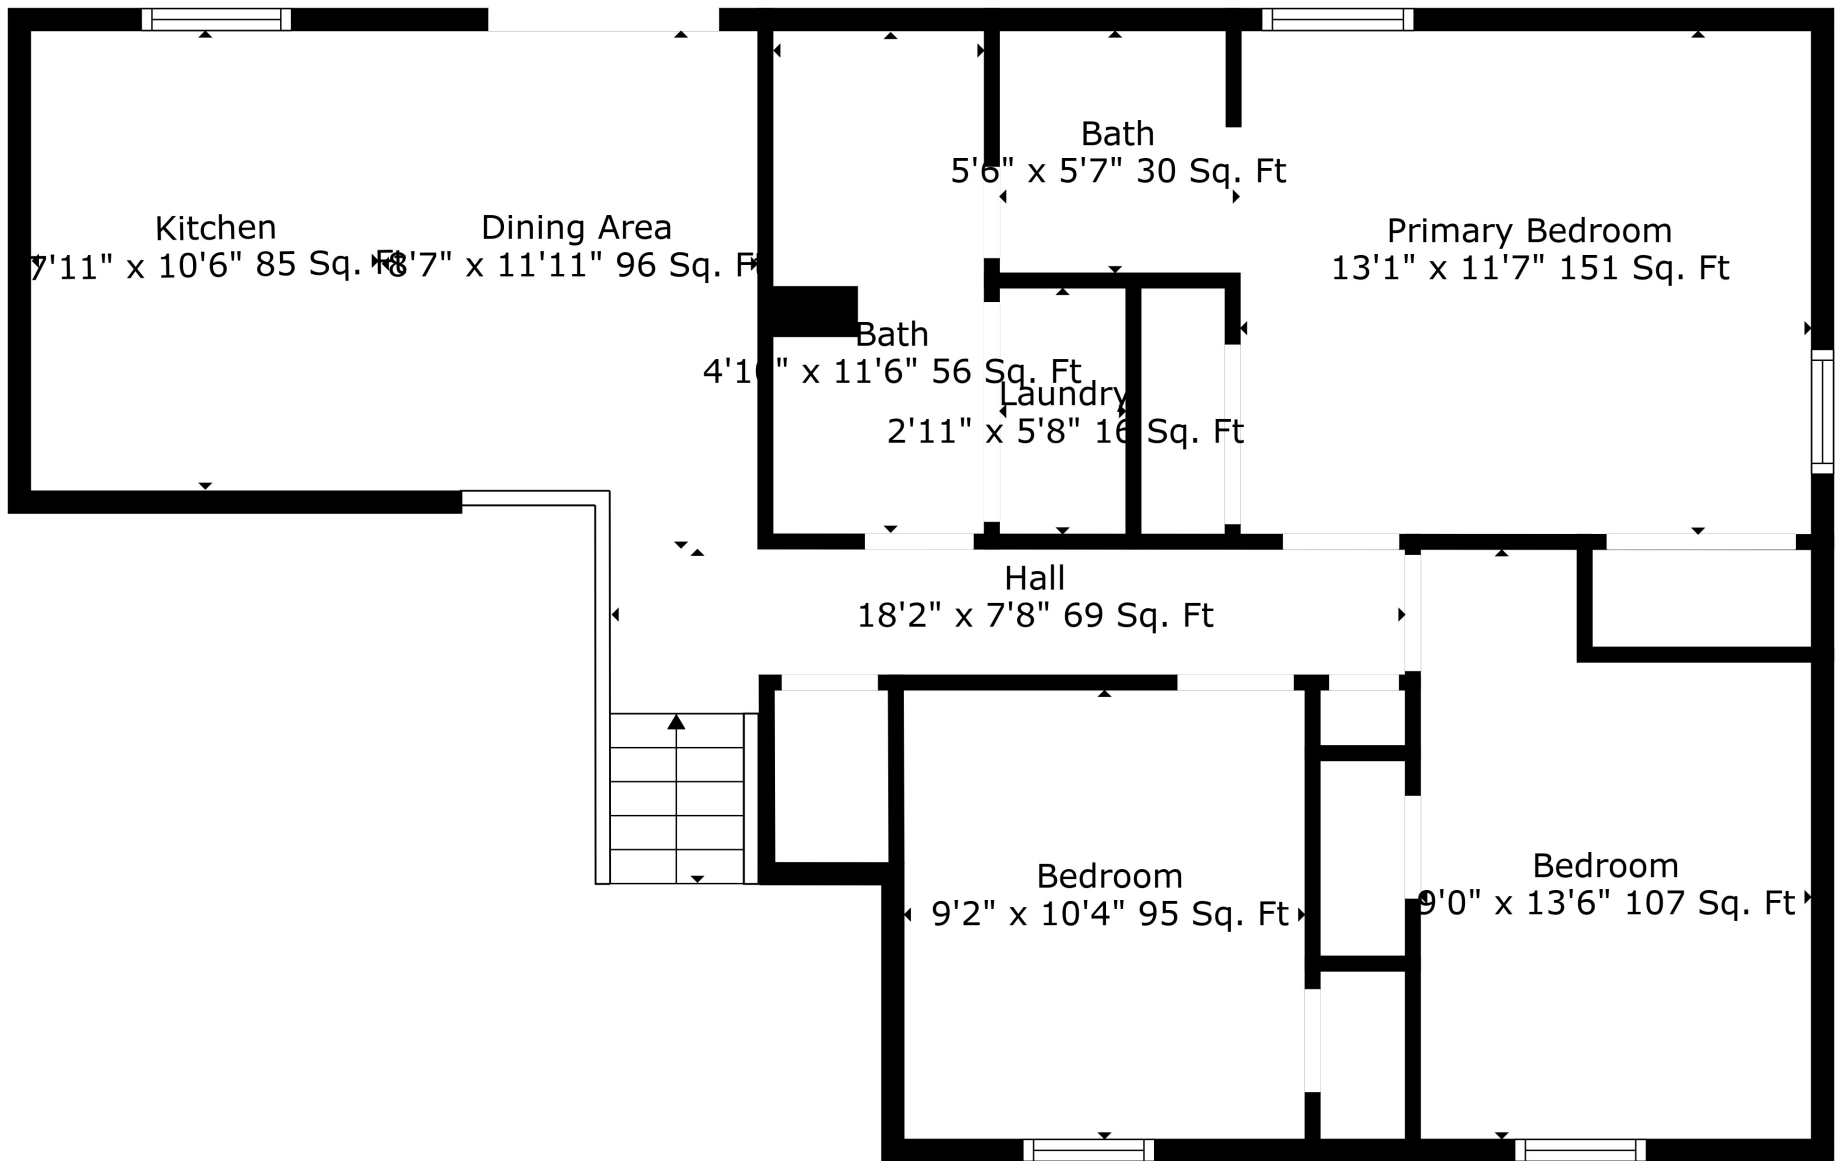 Kitchen
7'11" x 10'6" 85 Sq. Ft
Dining Area
8'7" x 11'11" 96 Sq. Ft
Bath
5'6" x 5'7" 30 Sq. Ft
Primary Bedroom
13'1" x 11'7" 151 Sq. Ft
Bath
4'10" x 11'6" 56 Sq. Ft
Laundry
2'11" x 5'8" 16 Sq. Ft
Hall
18'2" x 7'8" 69 Sq. Ft
Bedroom
9'2" x 10'4" 95 Sq. Ft
Bedroom
9'0" x 13'6" 107 Sq. Ft